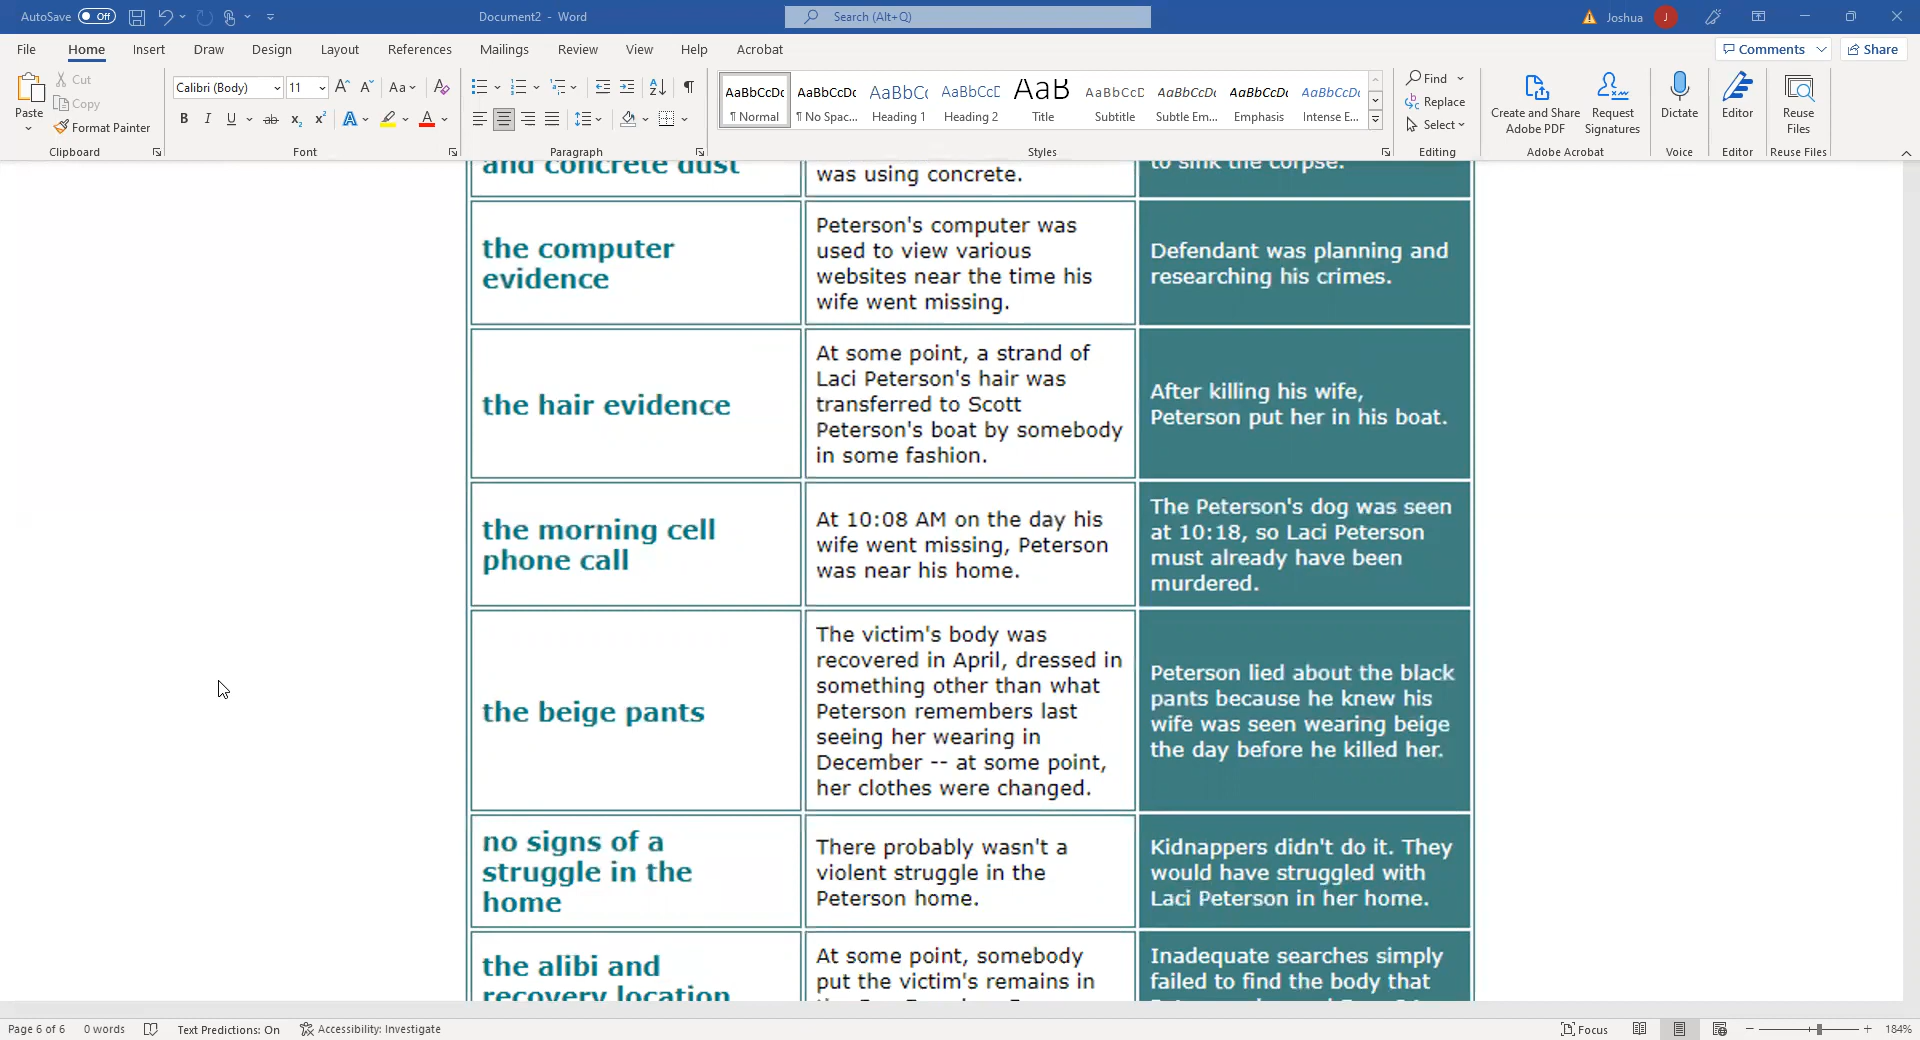 AutoSave Off
Document2 - Word
Search (Alt+Q)
Joshua J
File Home Insert Draw Design Layout References Mailings Review View Help Acrobat
Comments Share
Paste
Cut
Copy
Format Painter
Clipboard
Calibri (Body) 11
Font
Paragraph
AaBbCcDc AaBbCcDc AaBbCc AaBbCcD AaB AaBbCcD AaBbCcDc AaBbCcDc AaBbCcDc
¶ Normal ¶ No Spac... Heading 1 Heading 2 Title Subtitle Subtle Em... Emphasis Intense E...
Styles
Find
Replace
Select
Editing
Create and Share
Adobe PDF
Request
Signatures
Adobe Acrobat
Dictate
Voice
Editor
Editor
Reuse
Files
Reuse Files
and concrete dust
was using concrete.
to sink the corpse.
the computer
evidence
Peterson's computer was
used to view various
websites near the time his
wife went missing.
Defendant was planning and
researching his crimes.
the hair evidence
At some point, a strand of
Laci Peterson's hair was
transferred to Scott
Peterson's boat by somebody
in some fashion.
After killing his wife,
Peterson put her in his boat.
the morning cell
phone call
At 10:08 AM on the day his
wife went missing, Peterson
was near his home.
The Peterson's dog was seen
at 10:18, so Laci Peterson
must already have been
murdered.
the beige pants
The victim's body was
recovered in April, dressed in
something other than what
Peterson remembers last
seeing her wearing in
December -- at some point,
her clothes were changed.
Peterson lied about the black
pants because he knew his
wife was seen wearing beige
the day before he killed her.
no signs of a
struggle in the
home
There probably wasn't a
violent struggle in the
Peterson home.
Kidnappers didn't do it. They
would have struggled with
Laci Peterson in her home.
the alibi and
recovery location
At some point, somebody
put the victim's remains in
Inadequate searches simply
failed to find the body that
Page 6 of 6 0 words Text Predictions: On Accessibility: Investigate
Focus 184%